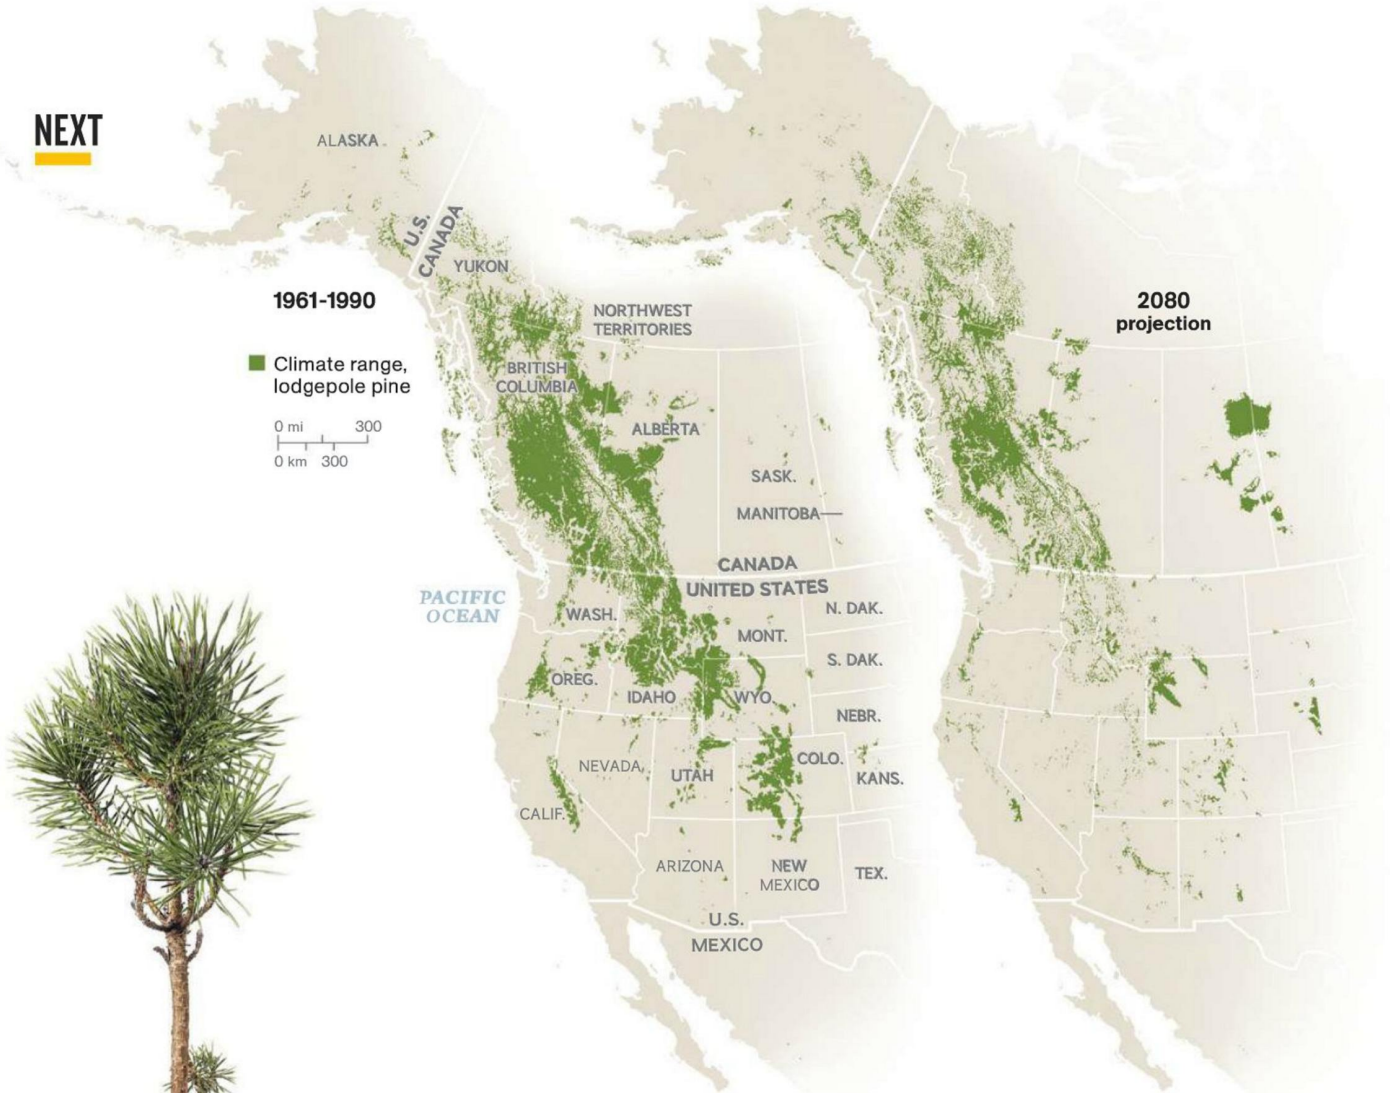 NEXT
ALASKA
U.S.
CANADA
YUKON
1961-1990
NORTHWEST
TERRITORIES
2080
projection
Climate range,
lodgepole pine
BRITISH
COLUMBIA
0 mi 300
0 km 300
ALBERTA
SASK.
MANITOBA
CANADA
UNITED STATES
PACIFIC
OCEAN
WASH.
N. DAK.
MONT.
S. DAK.
OREG.
IDAHO
WYO.
NEBR.
NEVADA
UTAH
COLO.
KANS.
CALIF.
ARIZONA
NEW
MEXICO
TEX.
U.S.
MEXICO